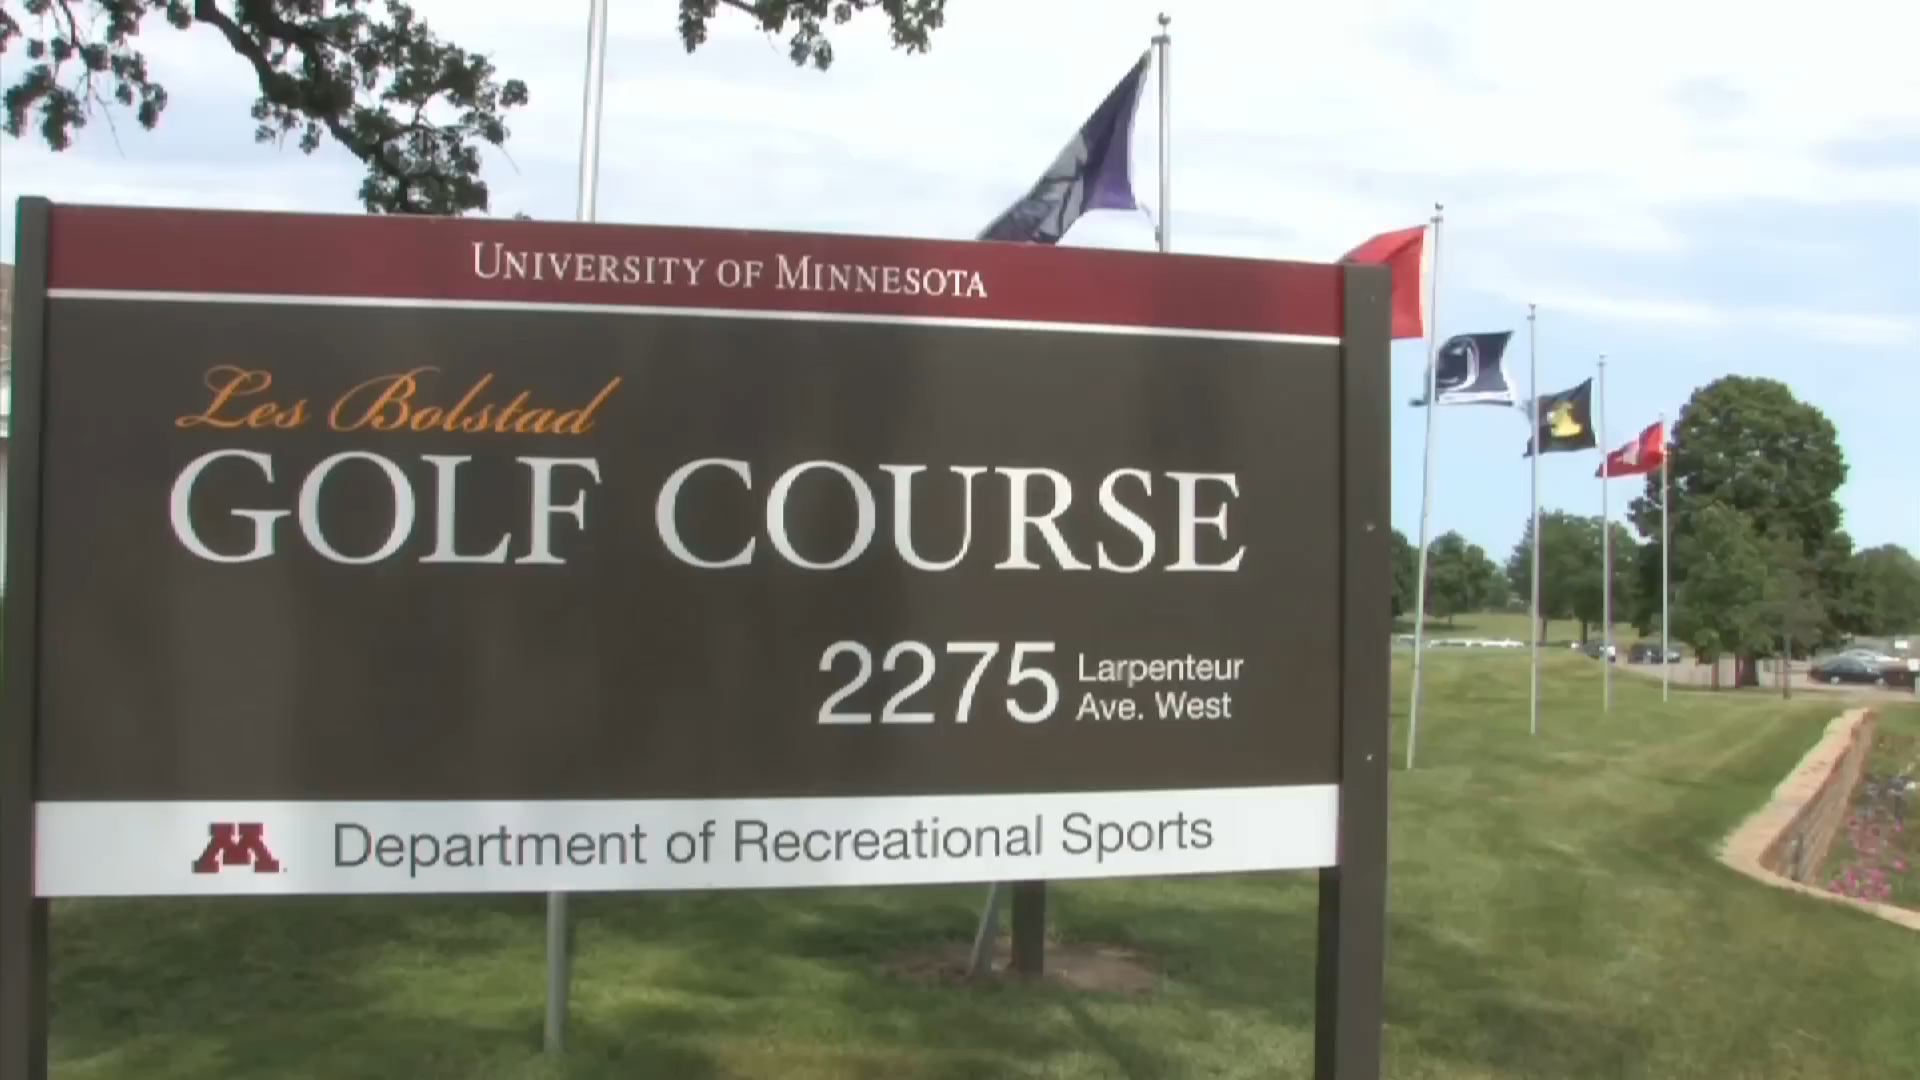 UNIVERSITY OF MINNESOTA
Les Bolstad
GOLF COURSE
2275 Larpenteur
Ave. West
M Department of Recreational Sports